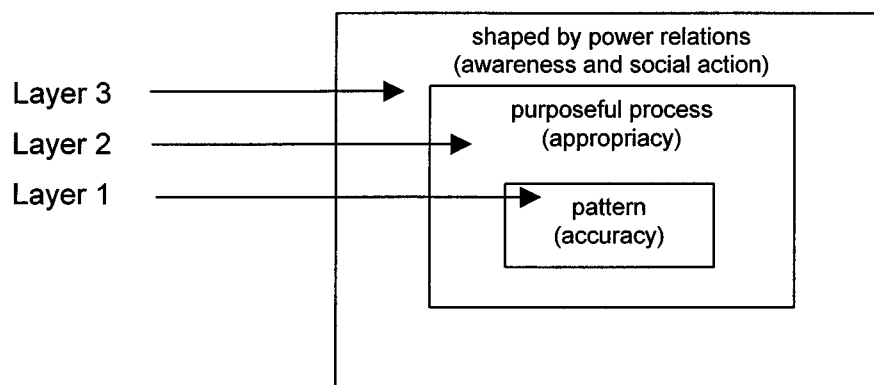 shaped by power relations
(awareness and social action)
Layer 3
purposeful process
(appropriacy)
Layer 2
Layer 1
pattern
(accuracy)